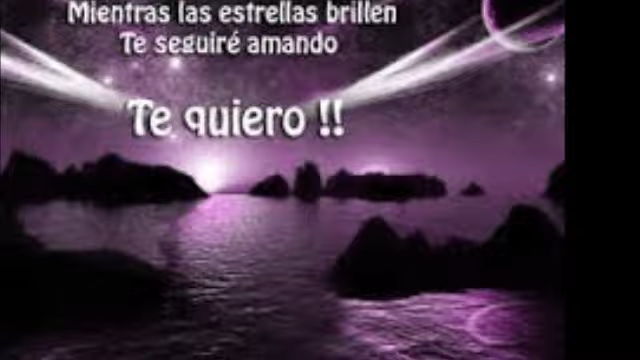 Mientras las estrellas brillen
Te seguiré amando
Te quiero !!